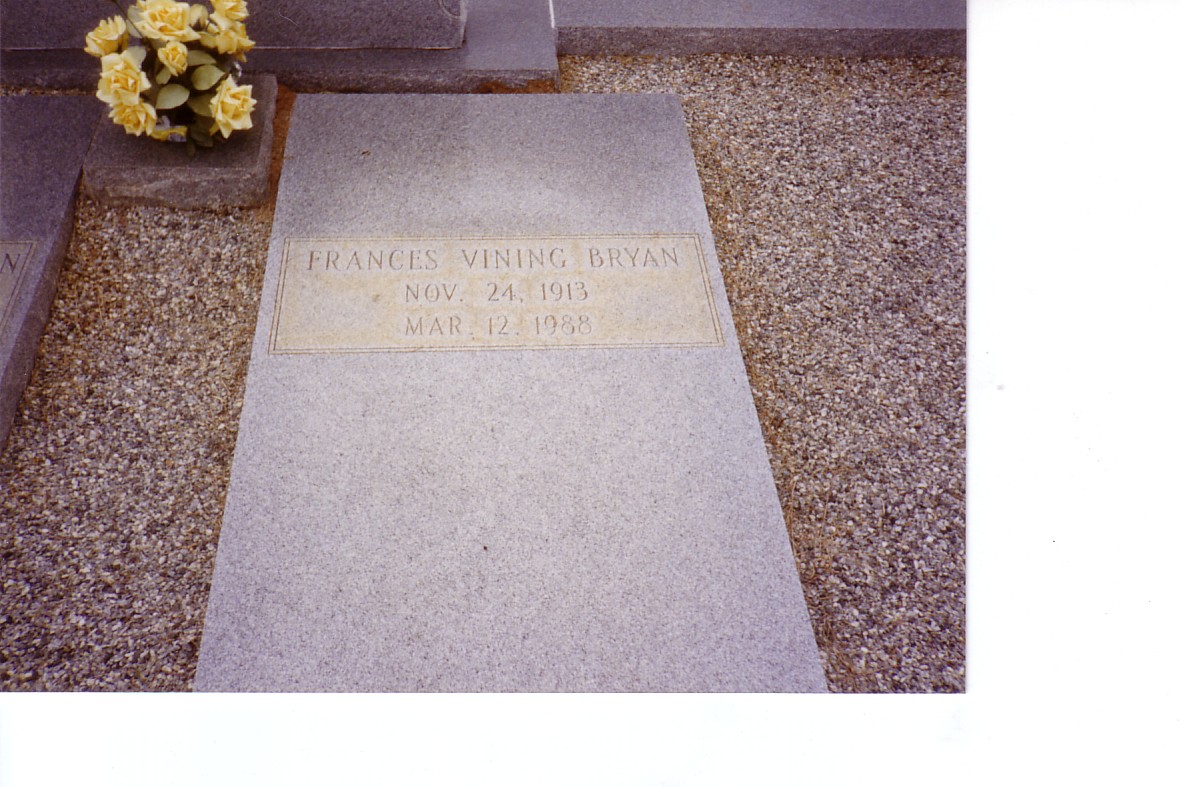 FRANCES VINING BRYAN
NOV. 24, 1913
MAR. 12, 1988